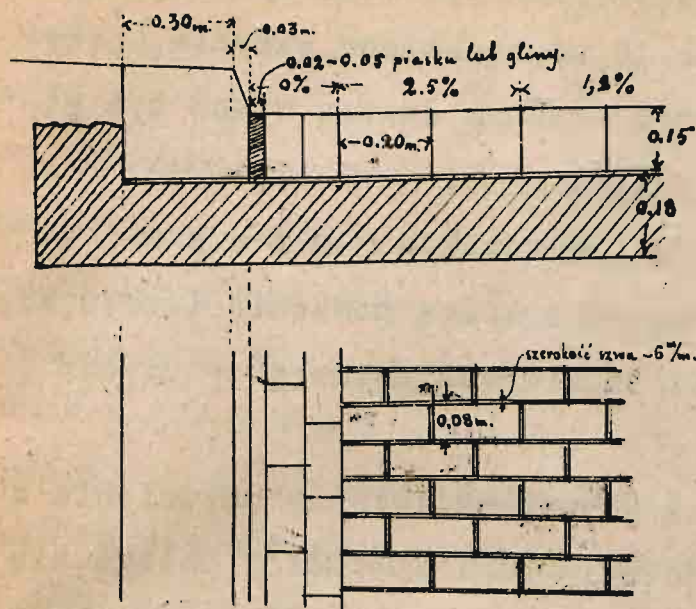 0.30m.
0.03m.
0.02-0.05 piasku lub gliny.
0% 2.5% 1,2%
0.20m.
0.15
0.18
szerokość szwa ~6 m/m.
0,08m.